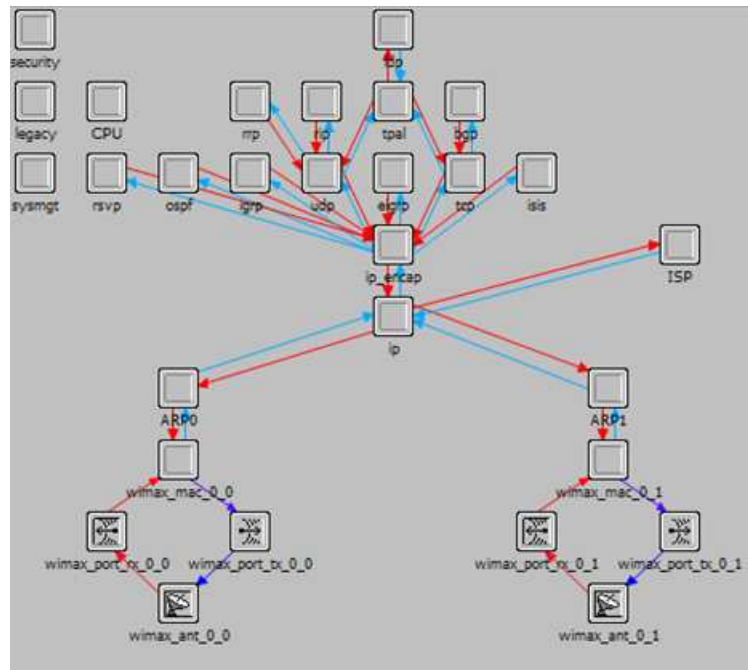 security
legacy
CPU
rrp
rip
tpal
bgp
sysmgt
rsvp
ospf
igrp
udp
eigrp
tcp
isis
ip_encap
ISP
ip
ARP0
ARP1
wimax_mac_0_0
wimax_mac_0_1
wimax_port_rx_0_0
wimax_port_tx_0_0
wimax_port_rx_0_1
wimax_port_tx_0_1
wimax_ant_0_0
wimax_ant_0_1